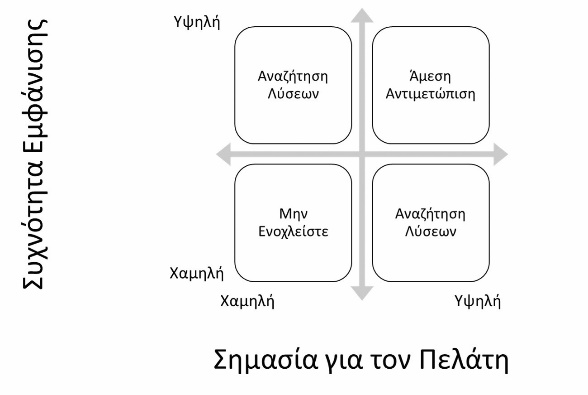 Συχνότητα Εμφάνισης
Υψηλή
Αναζήτηση
Λύσεων
Άμεση
Αντιμετώπιση
Μην
Ενοχλείστε
Αναζήτηση
Λύσεων
Χαμηλή
Χαμηλή
Υψηλή
Σημασία για τον Πελάτη